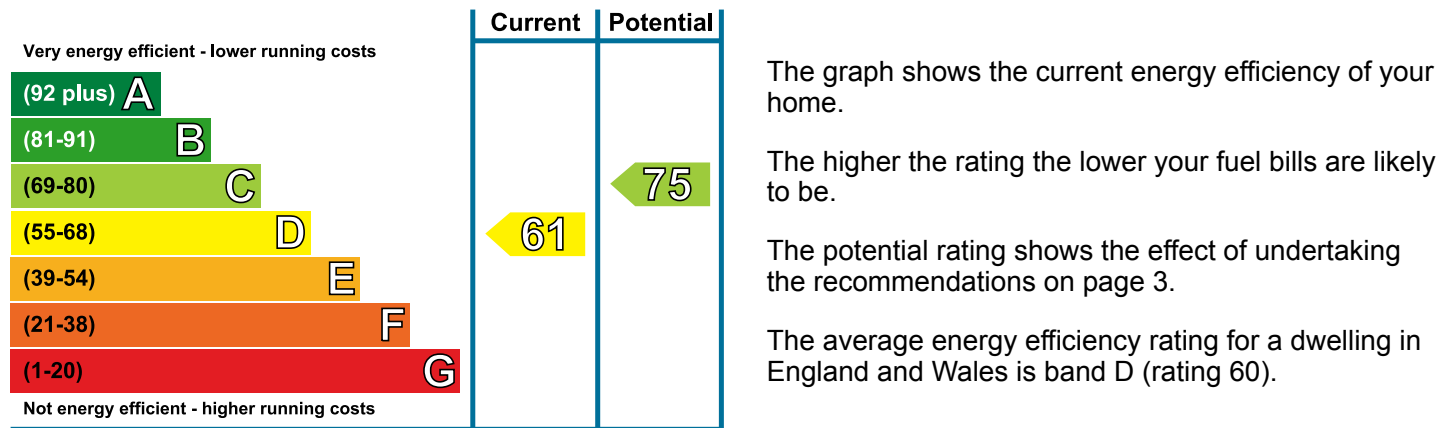 Current Potential
Very energy efficient - lower running costs
(92 plus) A
(81-91) B
(69-80) C
75
(55-68) D
61
(39-54) E
(21-38) F
(1-20) G
Not energy efficient - higher running costs
The graph shows the current energy efficiency of your
home.
The higher the rating the lower your fuel bills are likely
to be.
The potential rating shows the effect of undertaking
the recommendations on page 3.
The average energy efficiency rating for a dwelling in
England and Wales is band D (rating 60).